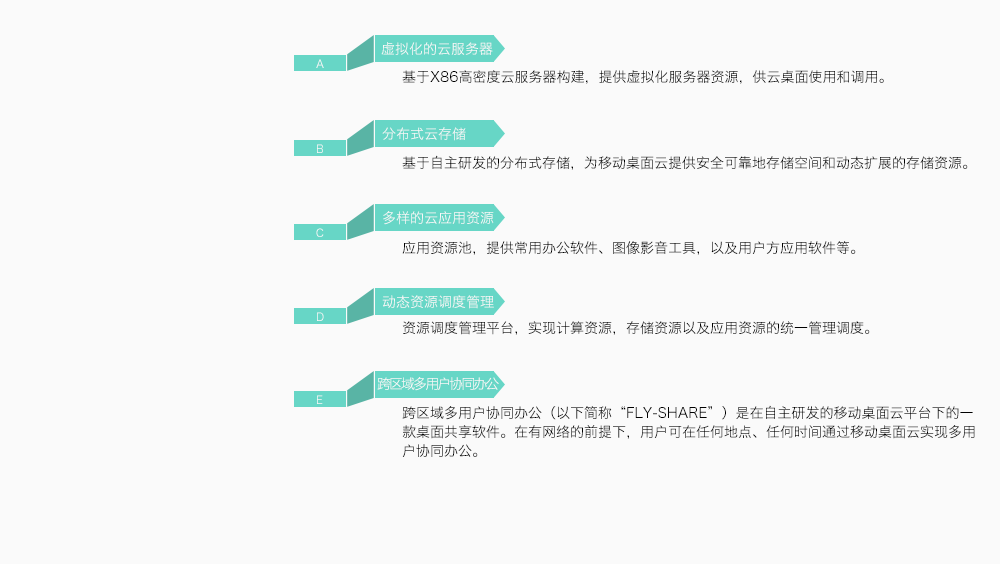 A
虚拟化的云服务器
基于X86高密度云服务器构建，提供虚拟化服务器资源，供云桌面使用和调用。
B
分布式云存储
基于自主研发的分布式存储，为移动桌面云提供安全可靠地存储空间和动态扩展的存储资源。
C
多样的云应用资源
应用资源池，提供常用办公软件、图像影音工具，以及用户方应用软件等。
D
动态资源调度管理
资源调度管理平台，实现计算资源，存储资源以及应用资源的统一管理调度。
E
跨区域多用户协同办公
跨区域多用户协同办公（以下简称“FLY-SHARE”）是在自主研发的移动桌面云平台下的一
款桌面共享软件。在有网络的前提下，用户可在任何地点、任何时间通过移动桌面云实现多用
户协同办公。